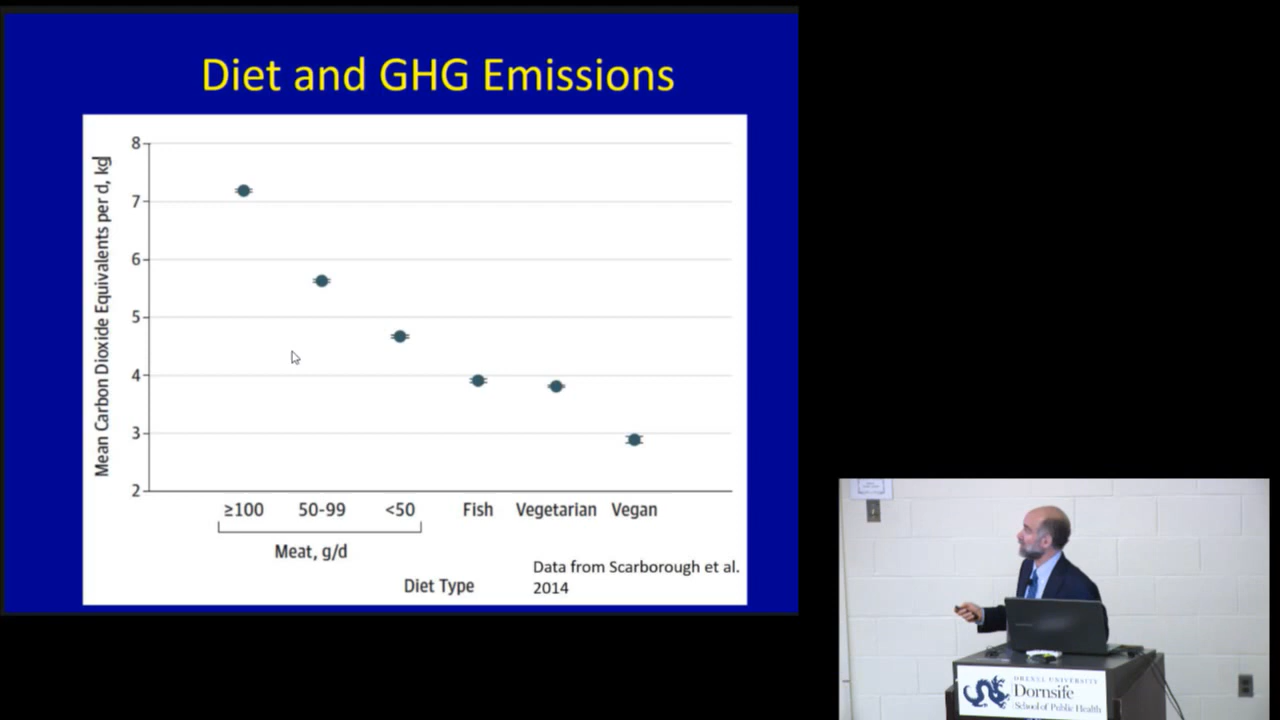 Diet and GHG Emissions
Mean Carbon Dioxide Equivalents per d, kg
8
7
6
5
4
3
2
≥100
50-99
<50
Fish
Vegetarian
Vegan
Meat, g/d
Diet Type
Data from Scarborough et al.
2014
DREXEL UNIVERSITY
Dornsife
School of Public Health